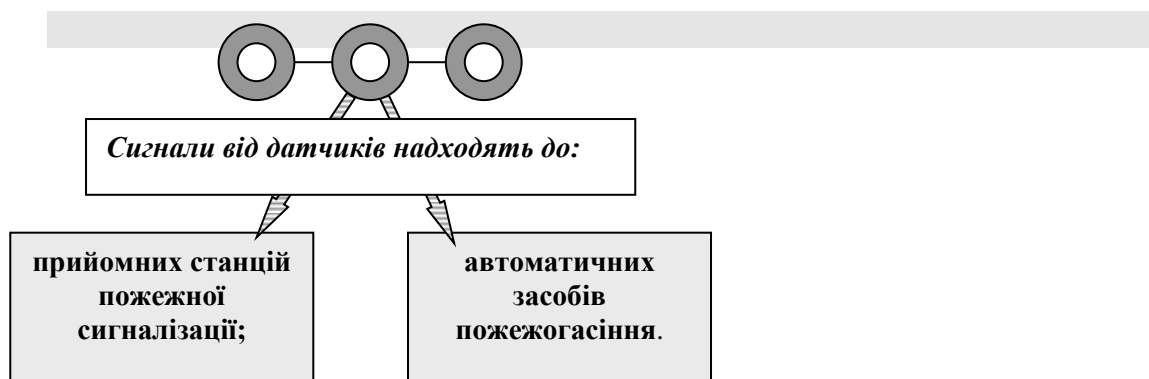 Сигнали від датчиків надходять до:
прийомних станцій
пожежної
сигналізації;
автоматичних
засобів
пожежогасіння.